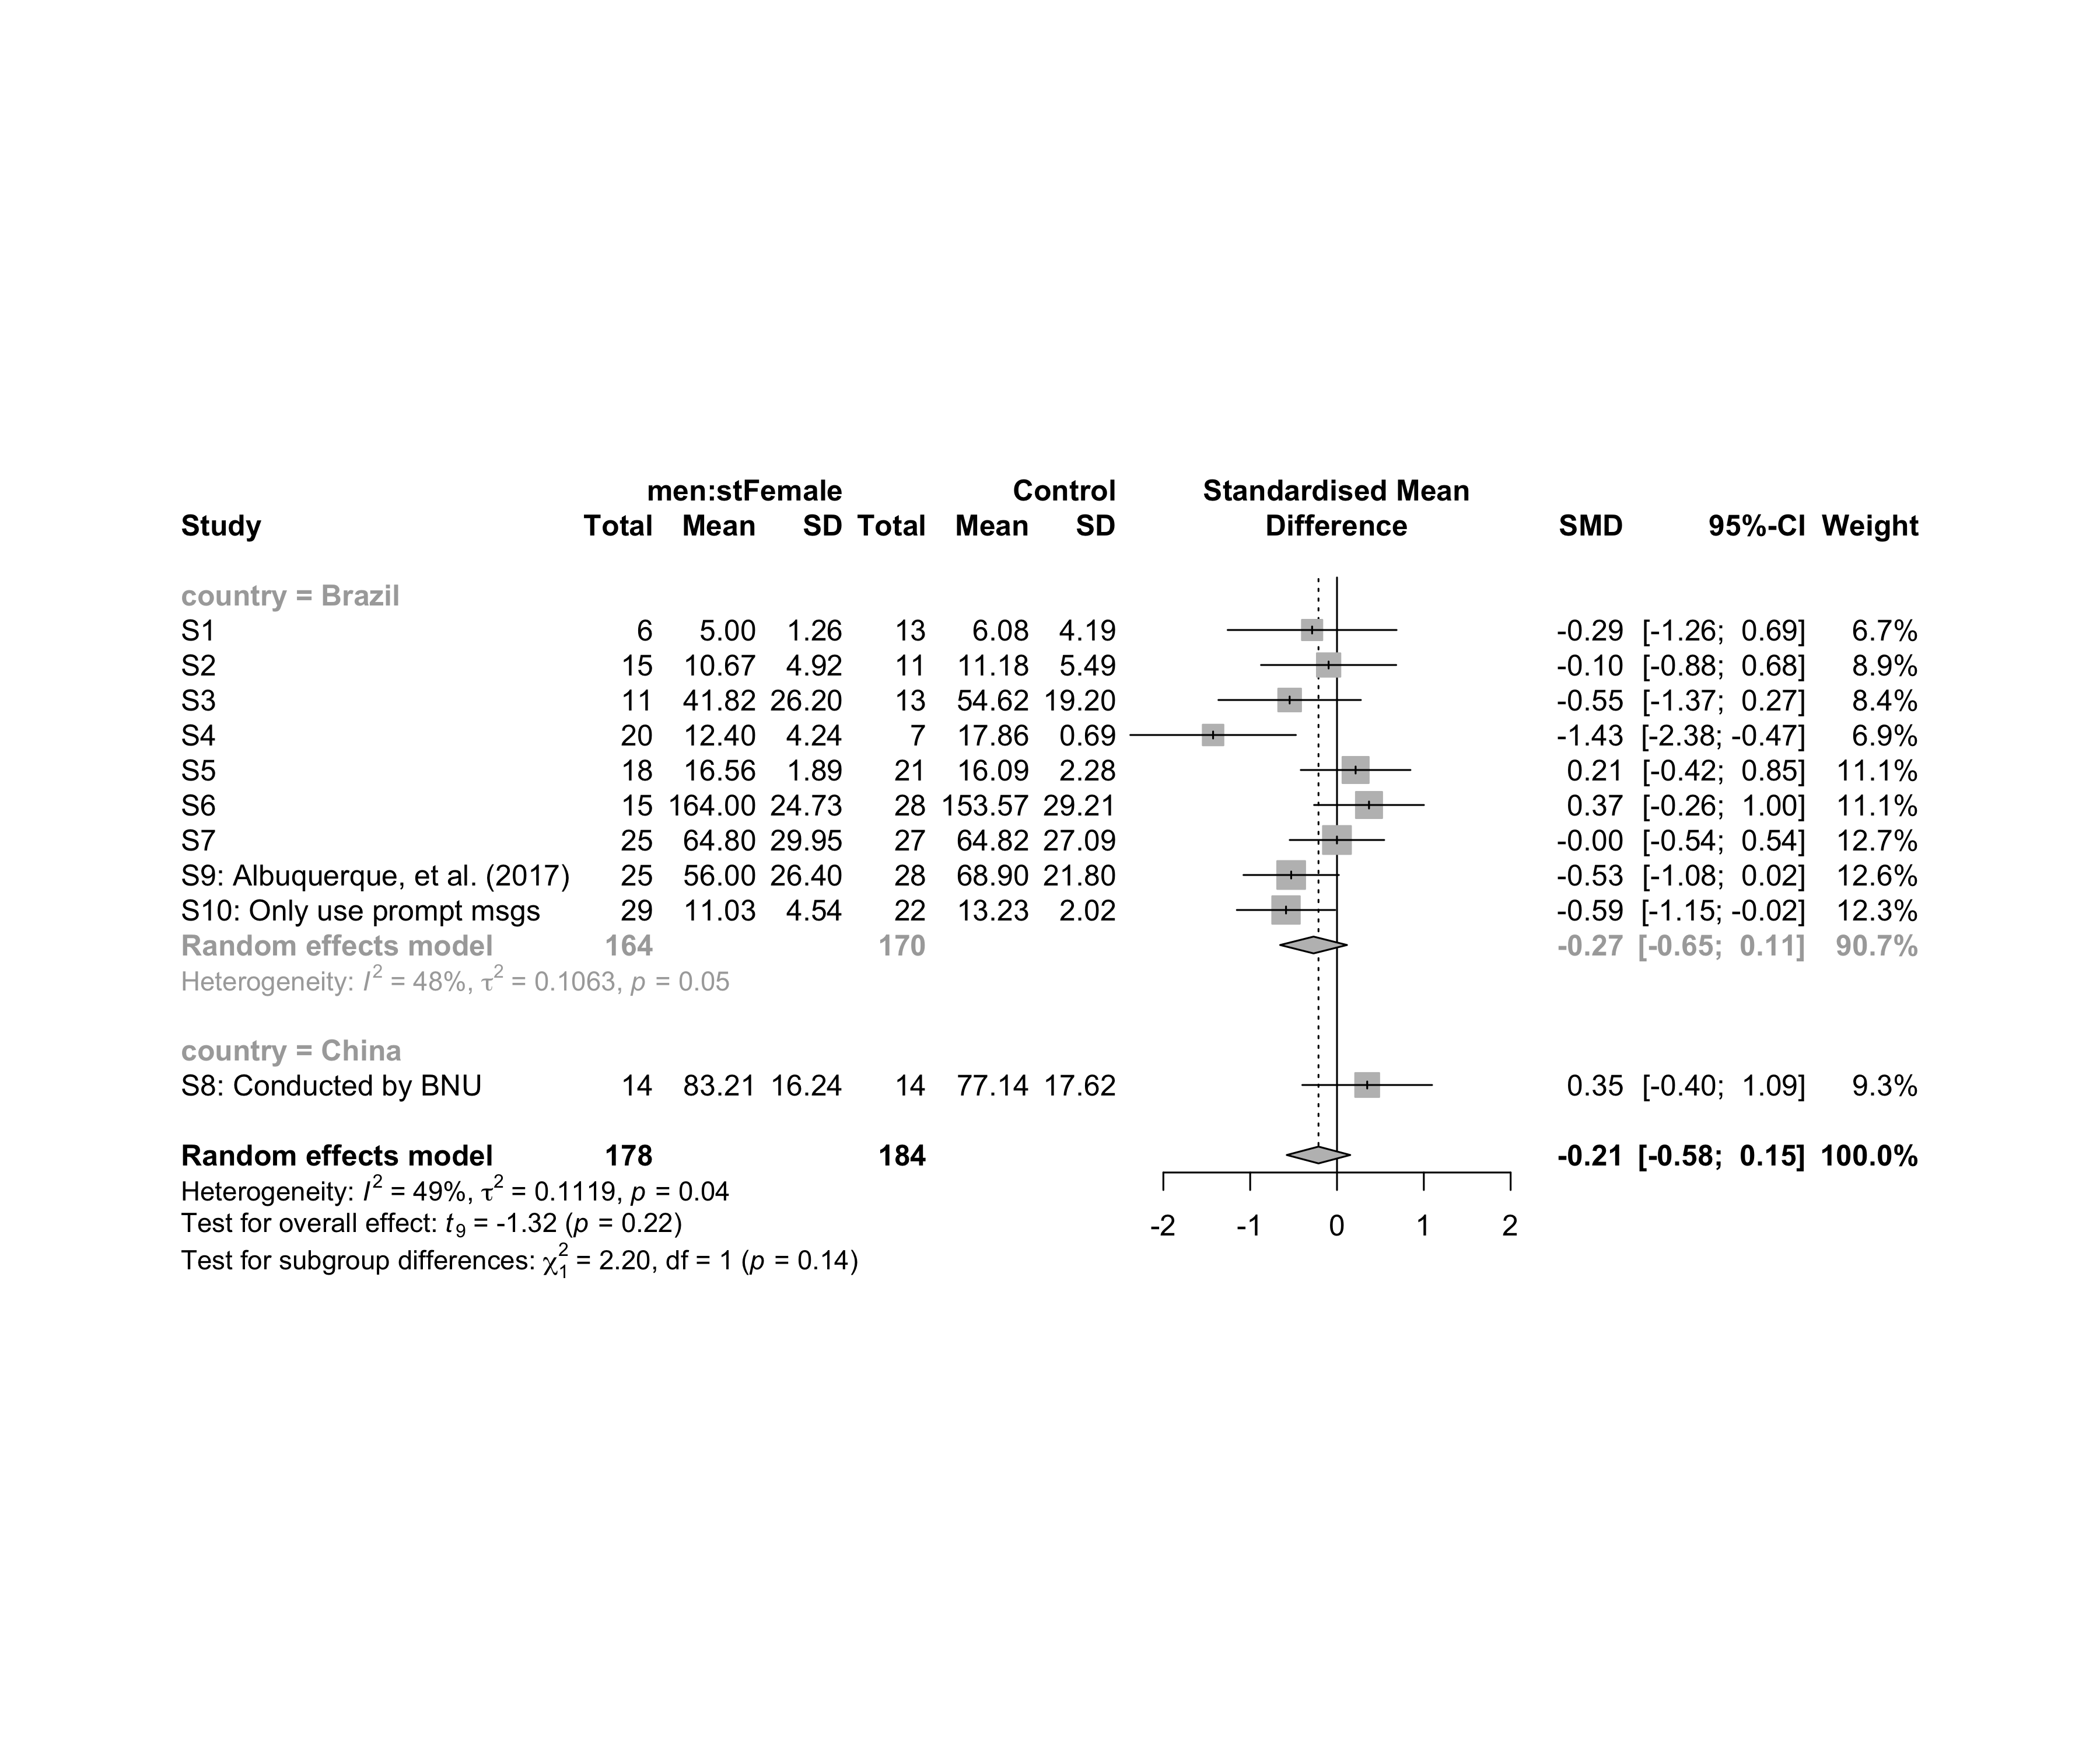 men:stFemale Control Standardised Mean
Study Total Mean SD Total Mean SD Difference SMD 95%-CI Weight
country = Brazil
S1 6 5.00 1.26 13 6.08 4.19 -0.29 [-1.26; 0.69] 6.7%
S2 15 10.67 4.92 11 11.18 5.49 -0.10 [-0.88; 0.68] 8.9%
S3 11 41.82 26.20 13 54.62 19.20 -0.55 [-1.37; 0.27] 8.4%
S4 20 12.40 4.24 7 17.86 0.69 -1.43 [-2.38; -0.47] 6.9%
S5 18 16.56 1.89 21 16.09 2.28 0.21 [-0.42; 0.85] 11.1%
S6 15 164.00 24.73 28 153.57 29.21 0.37 [-0.26; 1.00] 11.1%
S7 25 64.80 29.95 27 64.82 27.09 -0.00 [-0.54; 0.54] 12.7%
S9: Albuquerque, et al. (2017) 25 56.00 26.40 28 68.90 21.80 -0.53 [-1.08; 0.02] 12.6%
S10: Only use prompt msgs 29 11.03 4.54 22 13.23 2.02 -0.59 [-1.15; -0.02] 12.3%
Random effects model 164 170 -0.27 [-0.65; 0.11] 90.7%
Heterogeneity: I² = 48%, τ² = 0.1063, p = 0.05
country = China
S8: Conducted by BNU 14 83.21 16.24 14 77.14 17.62 0.35 [-0.40; 1.09] 9.3%
Random effects model 178 184 -0.21 [-0.58; 0.15] 100.0%
Heterogeneity: I² = 49%, τ² = 0.1119, p = 0.04
Test for overall effect: t₉ = -1.32 (p = 0.22)
-2 -1 0 1 2
Test for subgroup differences: χ₁² = 2.20, df = 1 (p = 0.14)